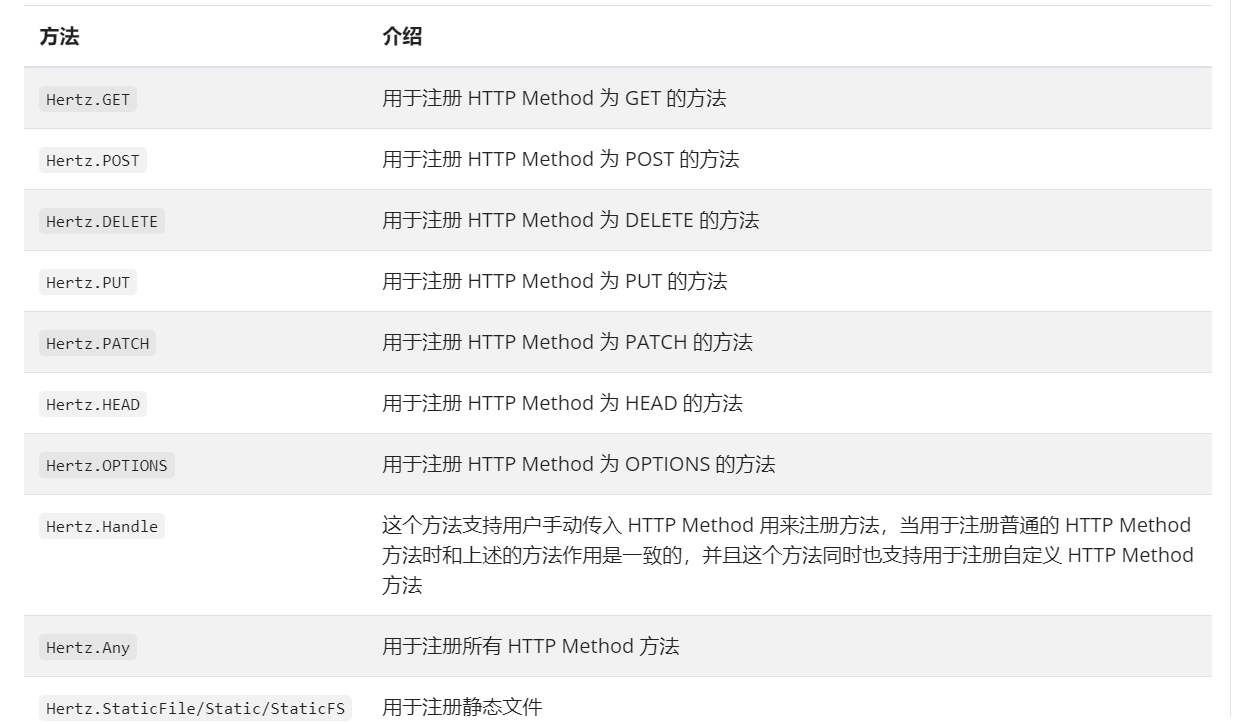 方法 介绍
Hertz.GET 用于注册 HTTP Method 为 GET 的方法
Hertz.POST 用于注册 HTTP Method 为 POST 的方法
Hertz.DELETE 用于注册 HTTP Method 为 DELETE 的方法
Hertz.PUT 用于注册 HTTP Method 为 PUT 的方法
Hertz.PATCH 用于注册 HTTP Method 为 PATCH 的方法
Hertz.HEAD 用于注册 HTTP Method 为 HEAD 的方法
Hertz.OPTIONS 用于注册 HTTP Method 为 OPTIONS 的方法
Hertz.Handle 这个方法支持用户手动传入 HTTP Method 用来注册方法，当用于注册普通的 HTTP Method
方法时和上述的方法作用是一致的，并且这个方法同时也支持用于注册自定义 HTTP Method
方法
Hertz.Any 用于注册所有 HTTP Method 方法
Hertz.StaticFile/Static/StaticFS 用于注册静态文件